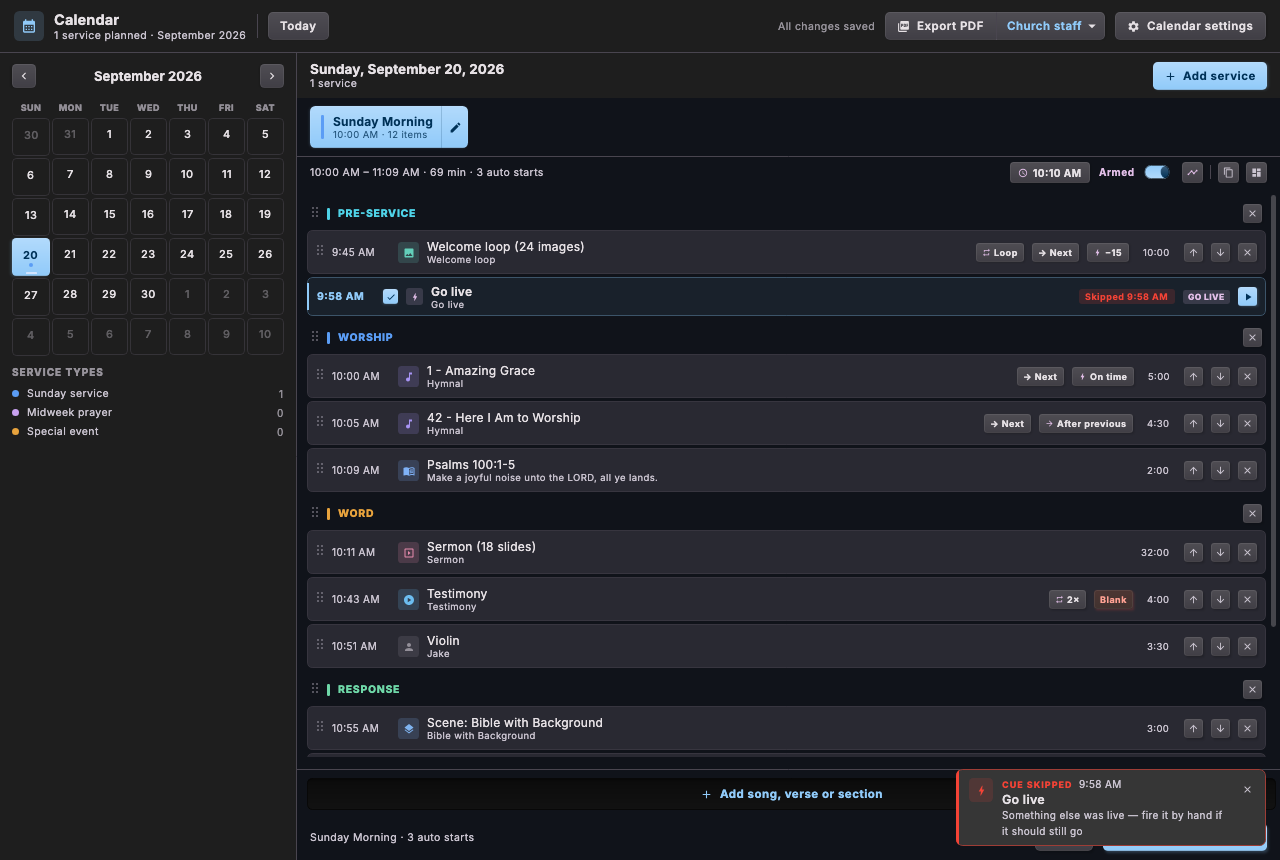 Calendar
1 service planned · September 2026
Today
All changes saved
Export PDF
Church staff
Calendar settings
September 2026
SUN MON TUE WED THU FRI SAT
30 31 1 2 3 4 5
6 7 8 9 10 11 12
13 14 15 16 17 18 19
20 21 22 23 24 25 26
27 28 29 30 1 2 3
4 5 6 7 8 9 10
SERVICE TYPES
Sunday service 1
Midweek prayer 0
Special event 0
Sunday, September 20, 2026
1 service
Add service
Sunday Morning
10:00 AM · 12 items
10:00 AM – 11:09 AM · 69 min · 3 auto starts
10:10 AM
Armed
PRE-SERVICE
9:45 AM
Welcome loop (24 images)
Welcome loop
Loop
Next
−15
10:00
9:58 AM
Go live
Go live
Skipped 9:58 AM
GO LIVE
WORSHIP
10:00 AM
1 - Amazing Grace
Hymnal
Next
On time
5:00
10:05 AM
42 - Here I Am to Worship
Hymnal
Next
After previous
4:30
10:09 AM
Psalms 100:1-5
Make a joyful noise unto the LORD, all ye lands.
2:00
WORD
10:11 AM
Sermon (18 slides)
Sermon
32:00
10:43 AM
Testimony
Testimony
2×
Blank
4:00
10:51 AM
Violin
Jake
3:30
RESPONSE
10:55 AM
Scene: Bible with Background
Bible with Background
3:00
Add song, verse or section
Sunday Morning · 3 auto starts
CUE SKIPPED 9:58 AM
Go live
Something else was live — fire it by hand if
it should still go